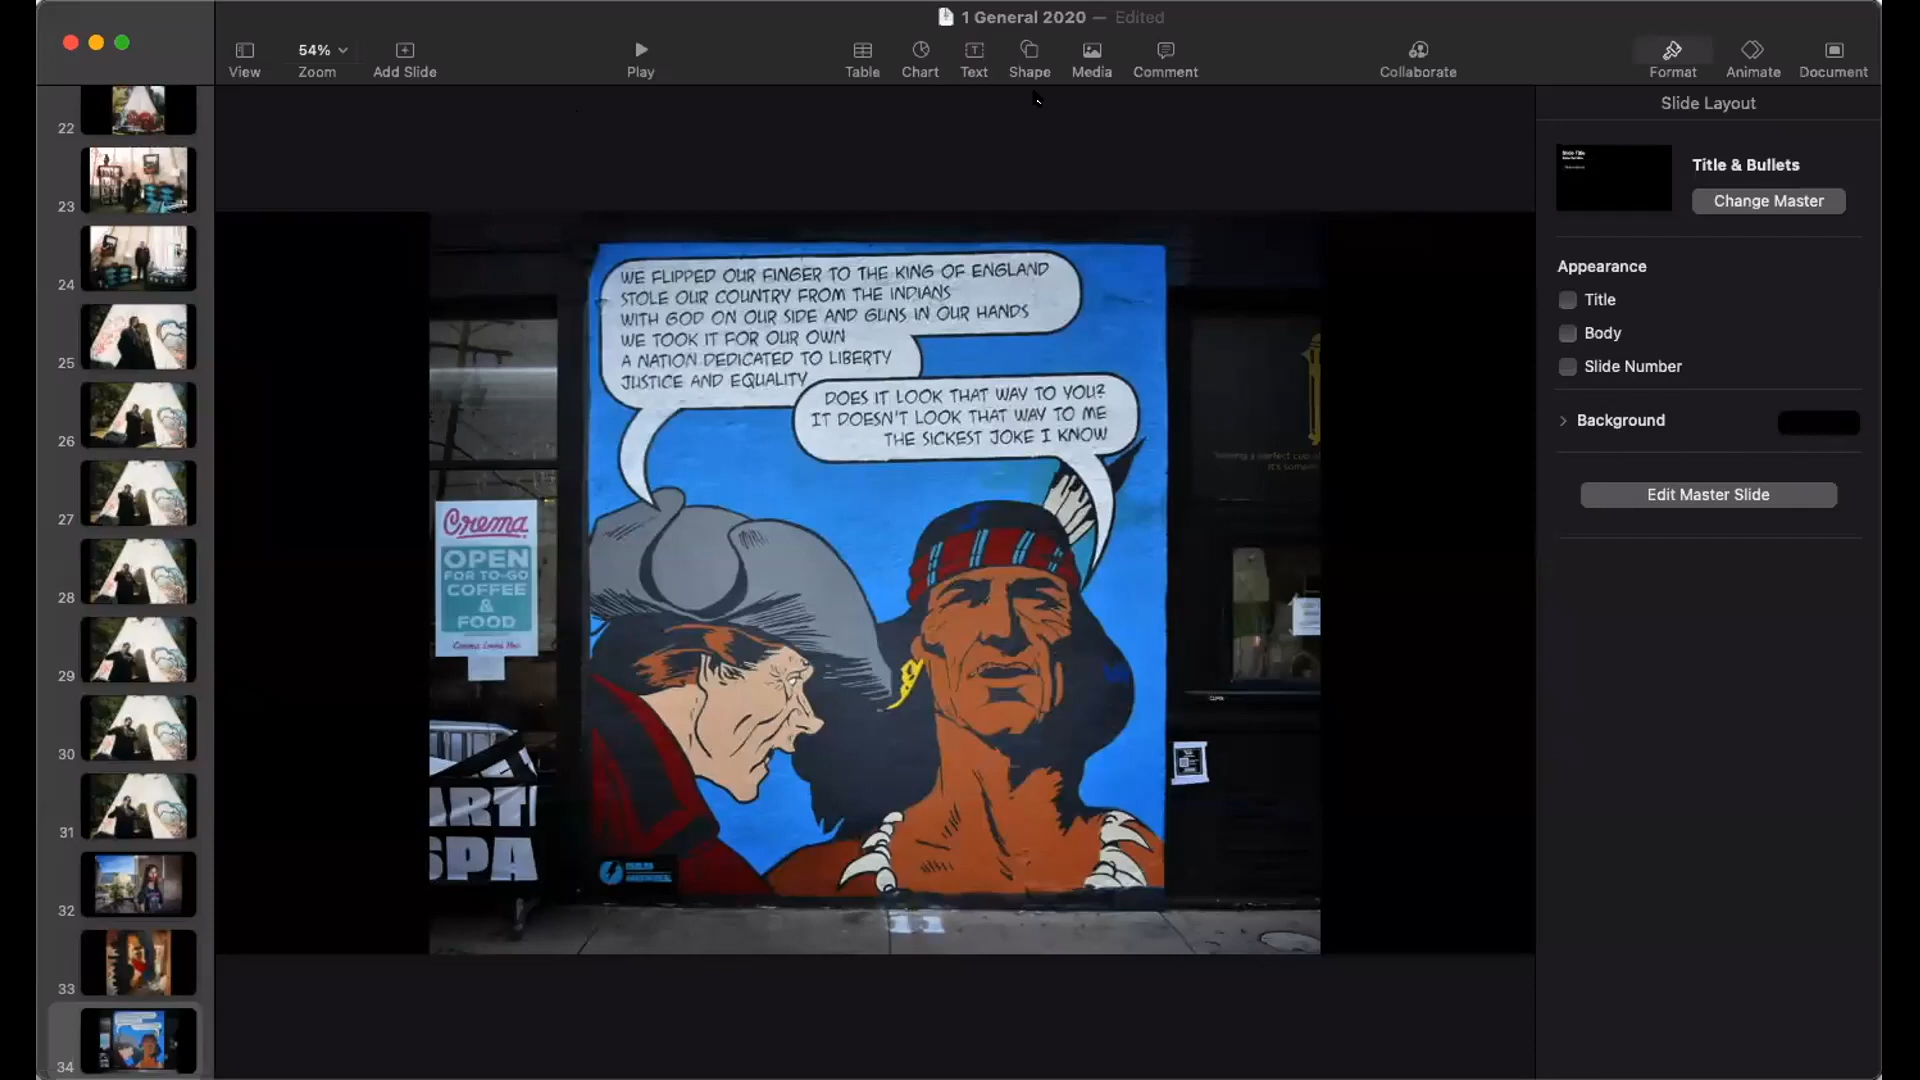 1 General 2020 — Edited
View
54%
Zoom
Add Slide
Play
Table
Chart
Text
Shape
Media
Comment
Collaborate
Format
Animate
Document
22
23
24
25
26
27
28
29
30
31
32
33
34
WE FLIPPED OUR FINGER TO THE KING OF ENGLAND
STOLE OUR COUNTRY FROM THE INDIANS
WITH GOD ON OUR SIDE AND GUNS IN OUR HANDS
WE TOOK IT FOR OUR OWN
A NATION DEDICATED TO LIBERTY
JUSTICE AND EQUALITY
DOES IT LOOK THAT WAY TO YOU?
IT DOESN'T LOOK THAT WAY TO ME
THE SICKEST JOKE I KNOW
Crema
OPEN
FOR TO-GO
COFFEE
&
FOOD
Crema Loves You
ART
SPA
11
Slide Layout
Title & Bullets
Change Master
Appearance
Title
Body
Slide Number
Background
Edit Master Slide